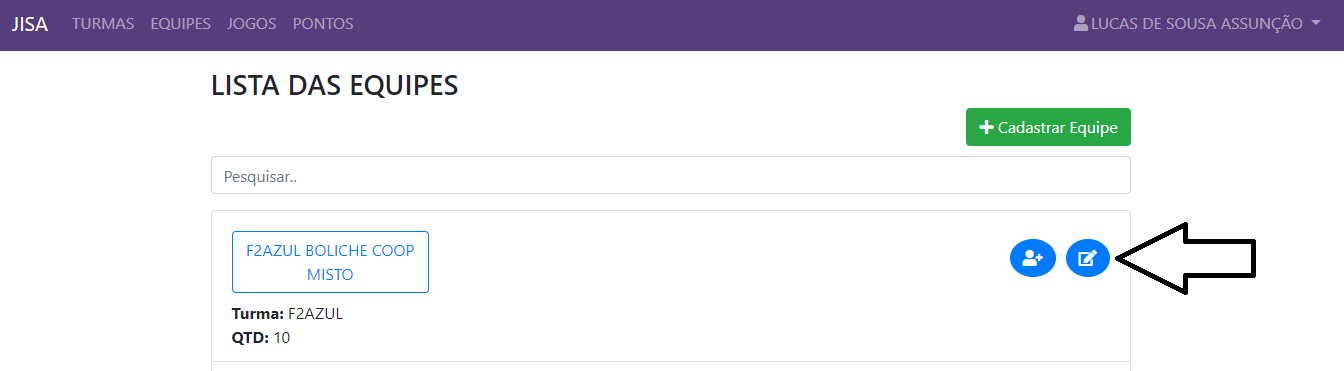 JISA TURMAS EQUIPES JOGOS PONTOS LUCAS DE SOUSA ASSUNÇÃO
LISTA DAS EQUIPES
Cadastrar Equipe
Pesquisar..
F2AZUL BOLICHE COOP
MISTO
Turma: F2AZUL
QTD: 10